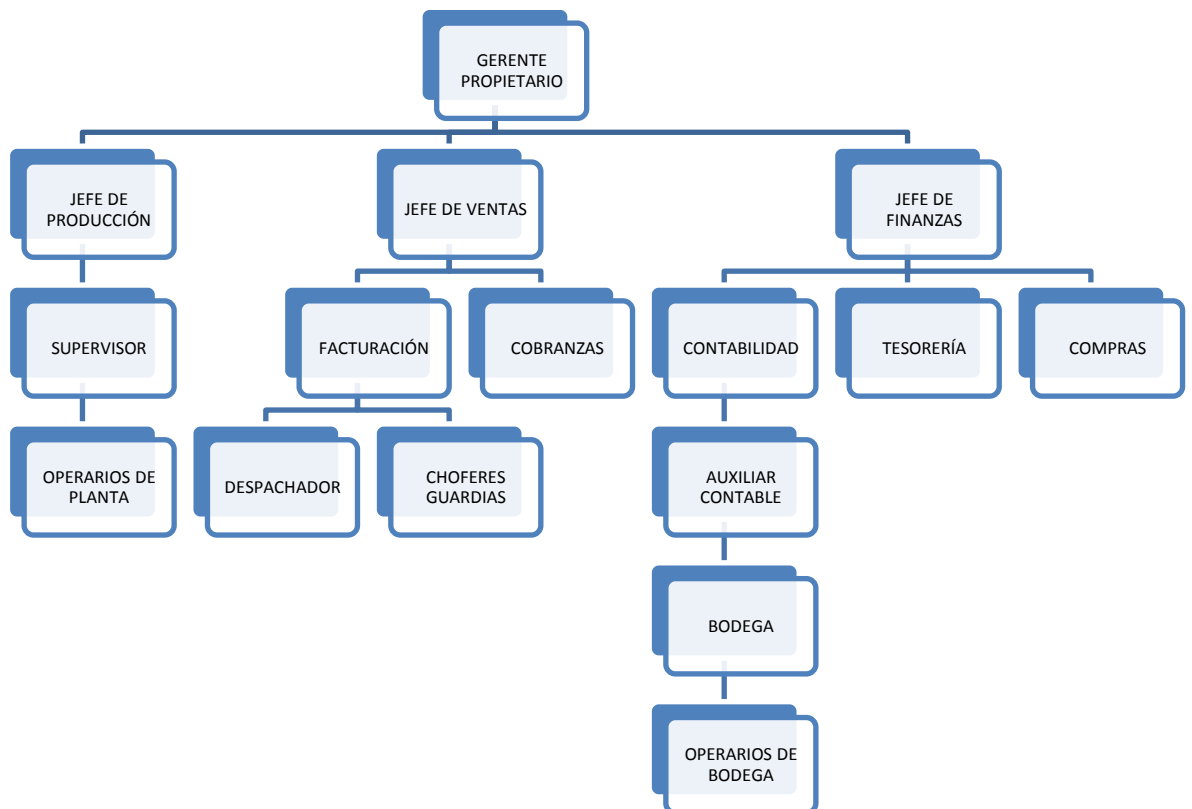 GERENTE
PROPIETARIO
JEFE DE
PRODUCCIÓN
JEFE DE VENTAS
JEFE DE
FINANZAS
SUPERVISOR
FACTURACIÓN
COBRANZAS
CONTABILIDAD
TESORERÍA
COMPRAS
OPERARIOS DE
PLANTA
DESPACHADOR
CHOFERES
GUARDIAS
AUXILIAR
CONTABLE
BODEGA
OPERARIOS DE
BODEGA